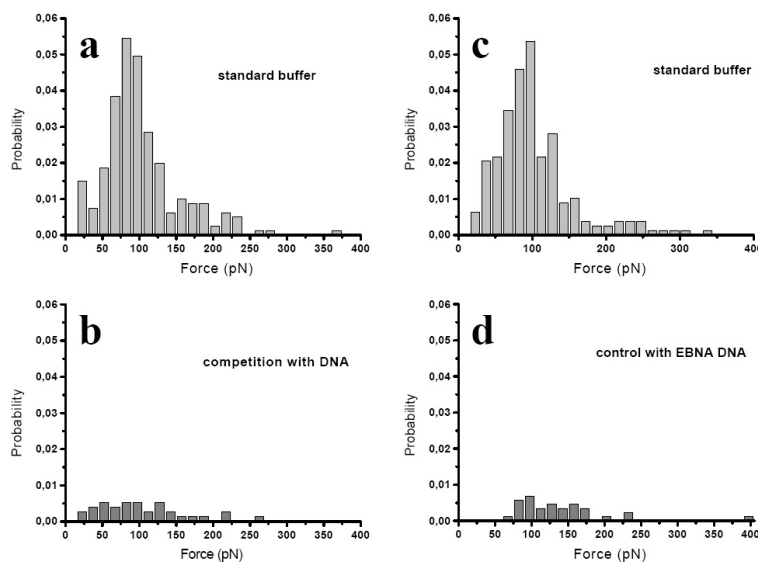 a
standard buffer
Probability
0,06
0,05
0,04
0,03
0,02
0,01
0,00
0 50 100 150 200 250 300 350 400
Force (pN)
c
standard buffer
Probability
0,06
0,05
0,04
0,03
0,02
0,01
0,00
0 100 200 300 400
Force (pN)
b
competition with DNA
Probability
0,06
0,05
0,04
0,03
0,02
0,01
0,00
0 50 100 150 200 250 300 350 400
Force (pN)
d
control with EBNA DNA
Probability
0,06
0,05
0,04
0,03
0,02
0,01
0,00
0 50 100 150 200 250 300 350 400
Force (pN)